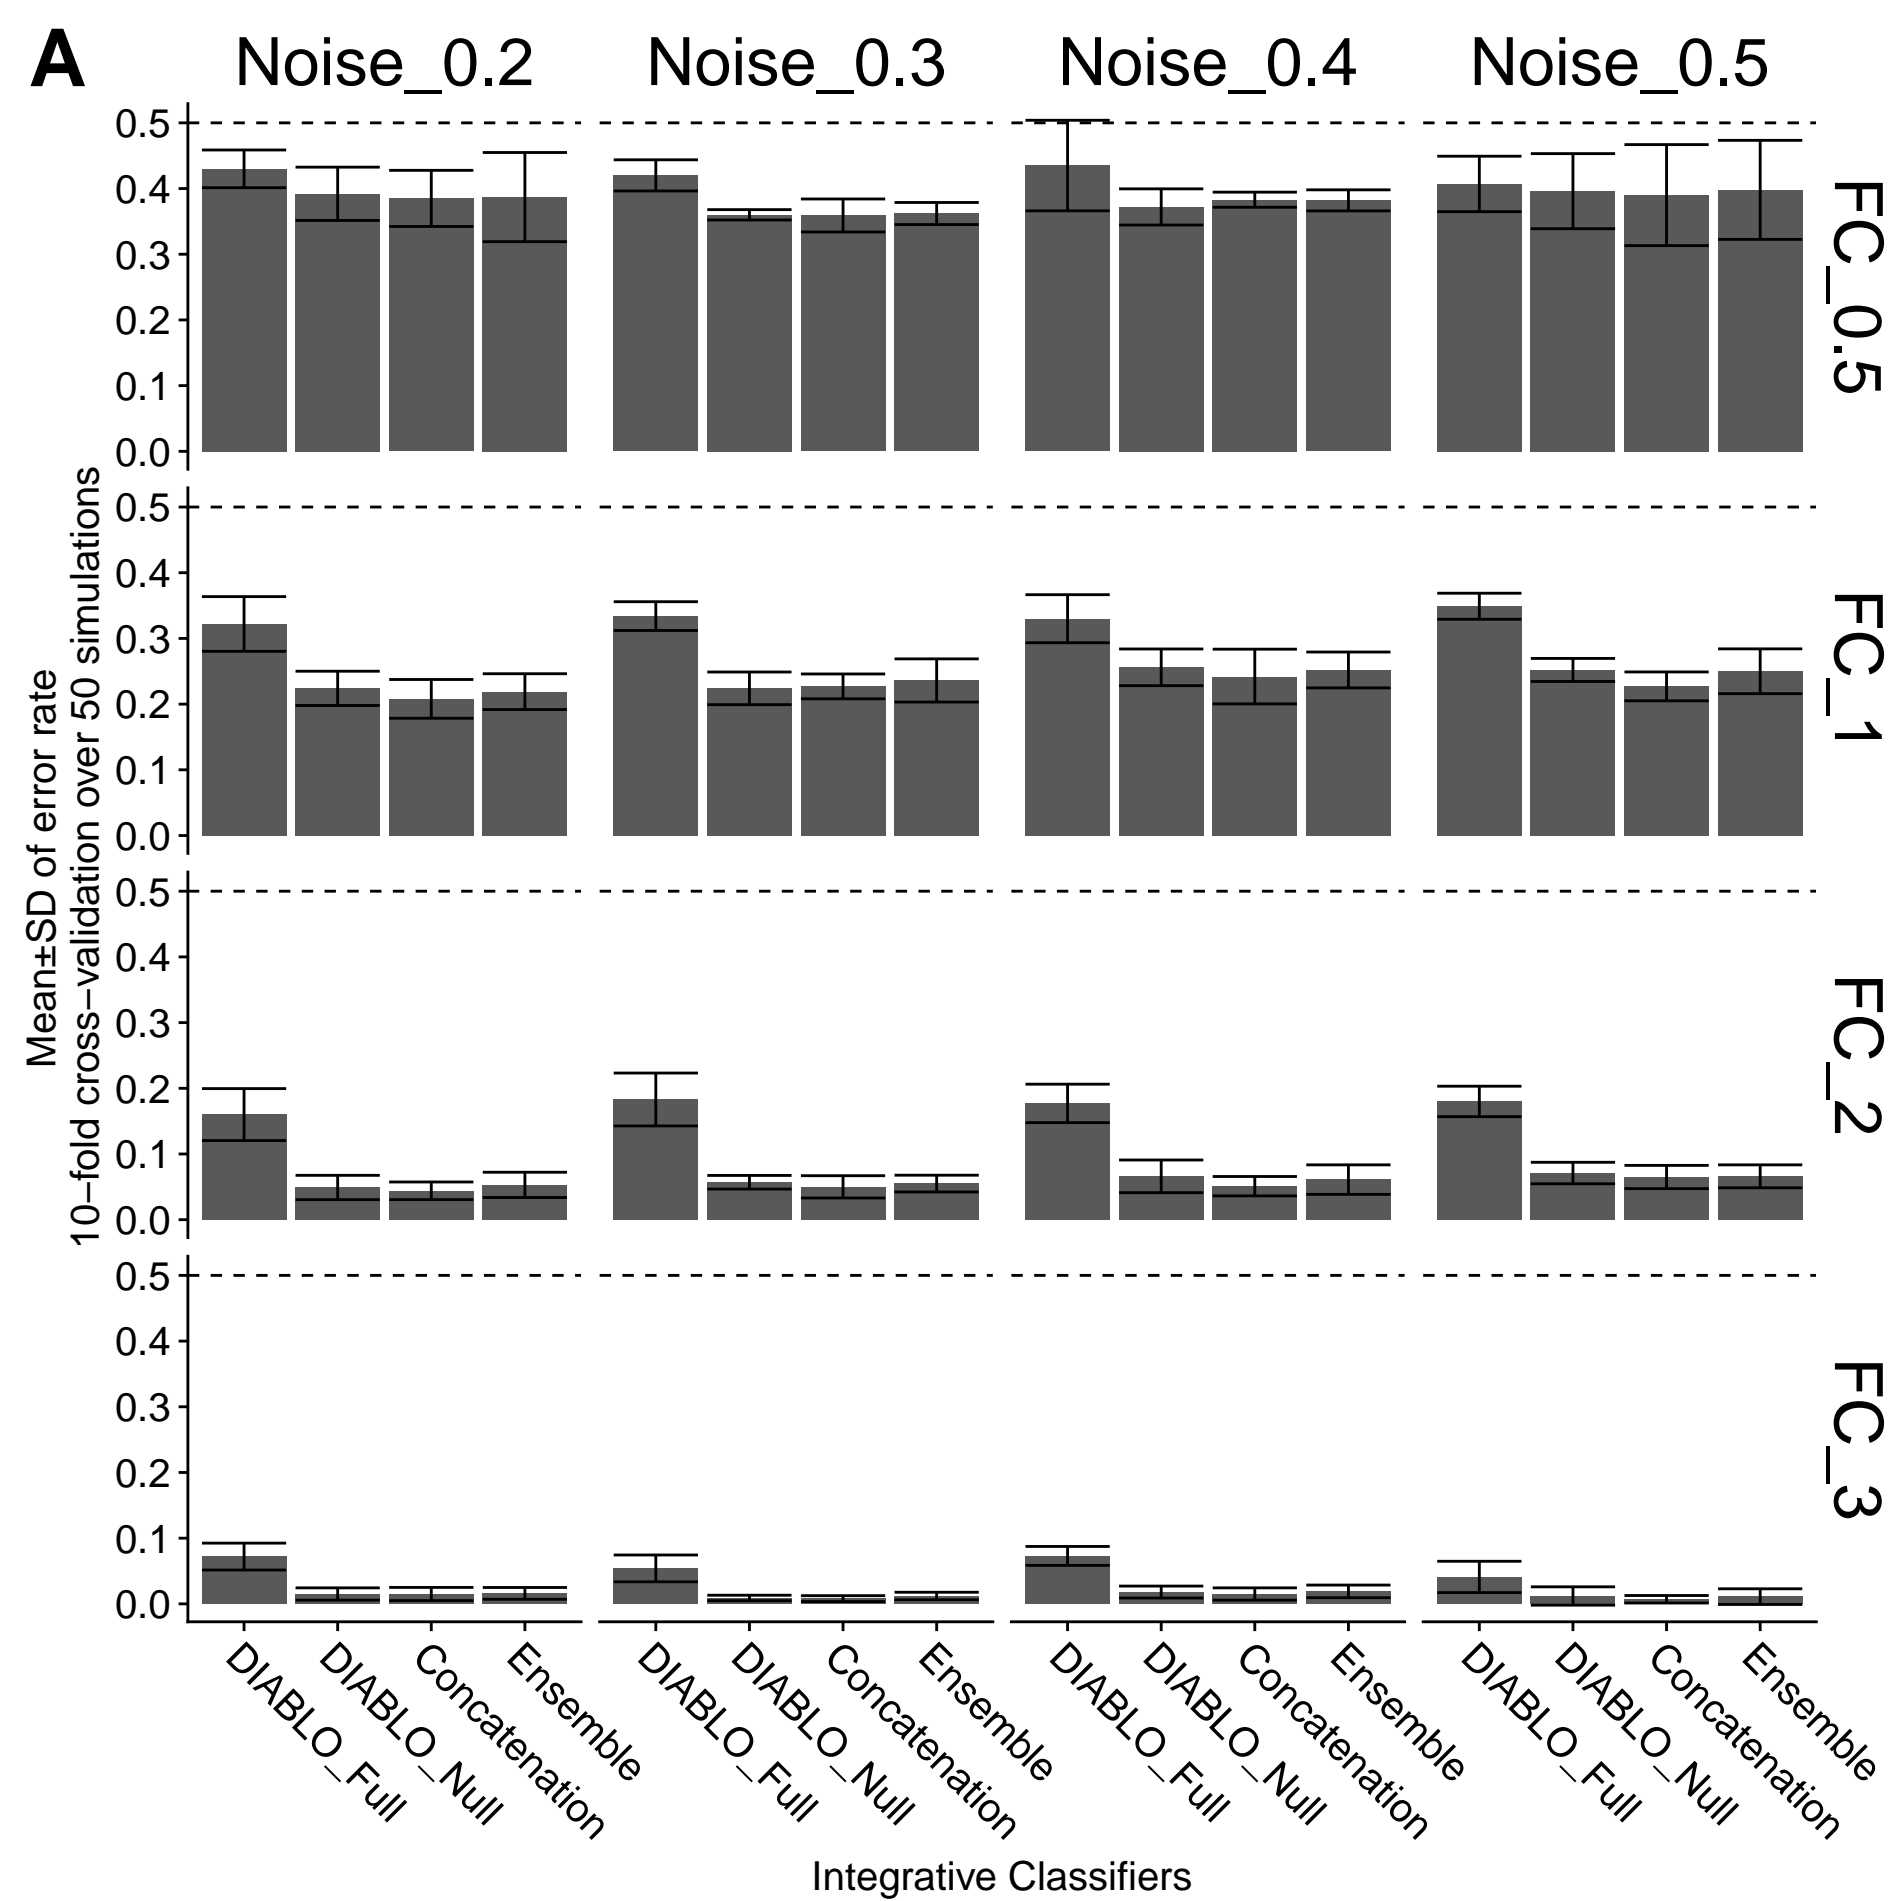 A
Noise_0.2 Noise_0.3 Noise_0.4 Noise_0.5
Mean±SD of error rate
10−fold cross−validation over 50 simulations
0.5
0.4
0.3
0.2
0.1
0.0
FC_0.5
0.5
0.4
0.3
0.2
0.1
0.0
FC_1
0.5
0.4
0.3
0.2
0.1
0.0
FC_2
0.5
0.4
0.3
0.2
0.1
0.0
FC_3
DIABLO_Full
DIABLO_Null
Concatenation
Ensemble
DIABLO_Full
DIABLO_Null
Concatenation
Ensemble
DIABLO_Full
DIABLO_Null
Concatenation
Ensemble
DIABLO_Full
DIABLO_Null
Concatenation
Ensemble
Integrative Classifiers